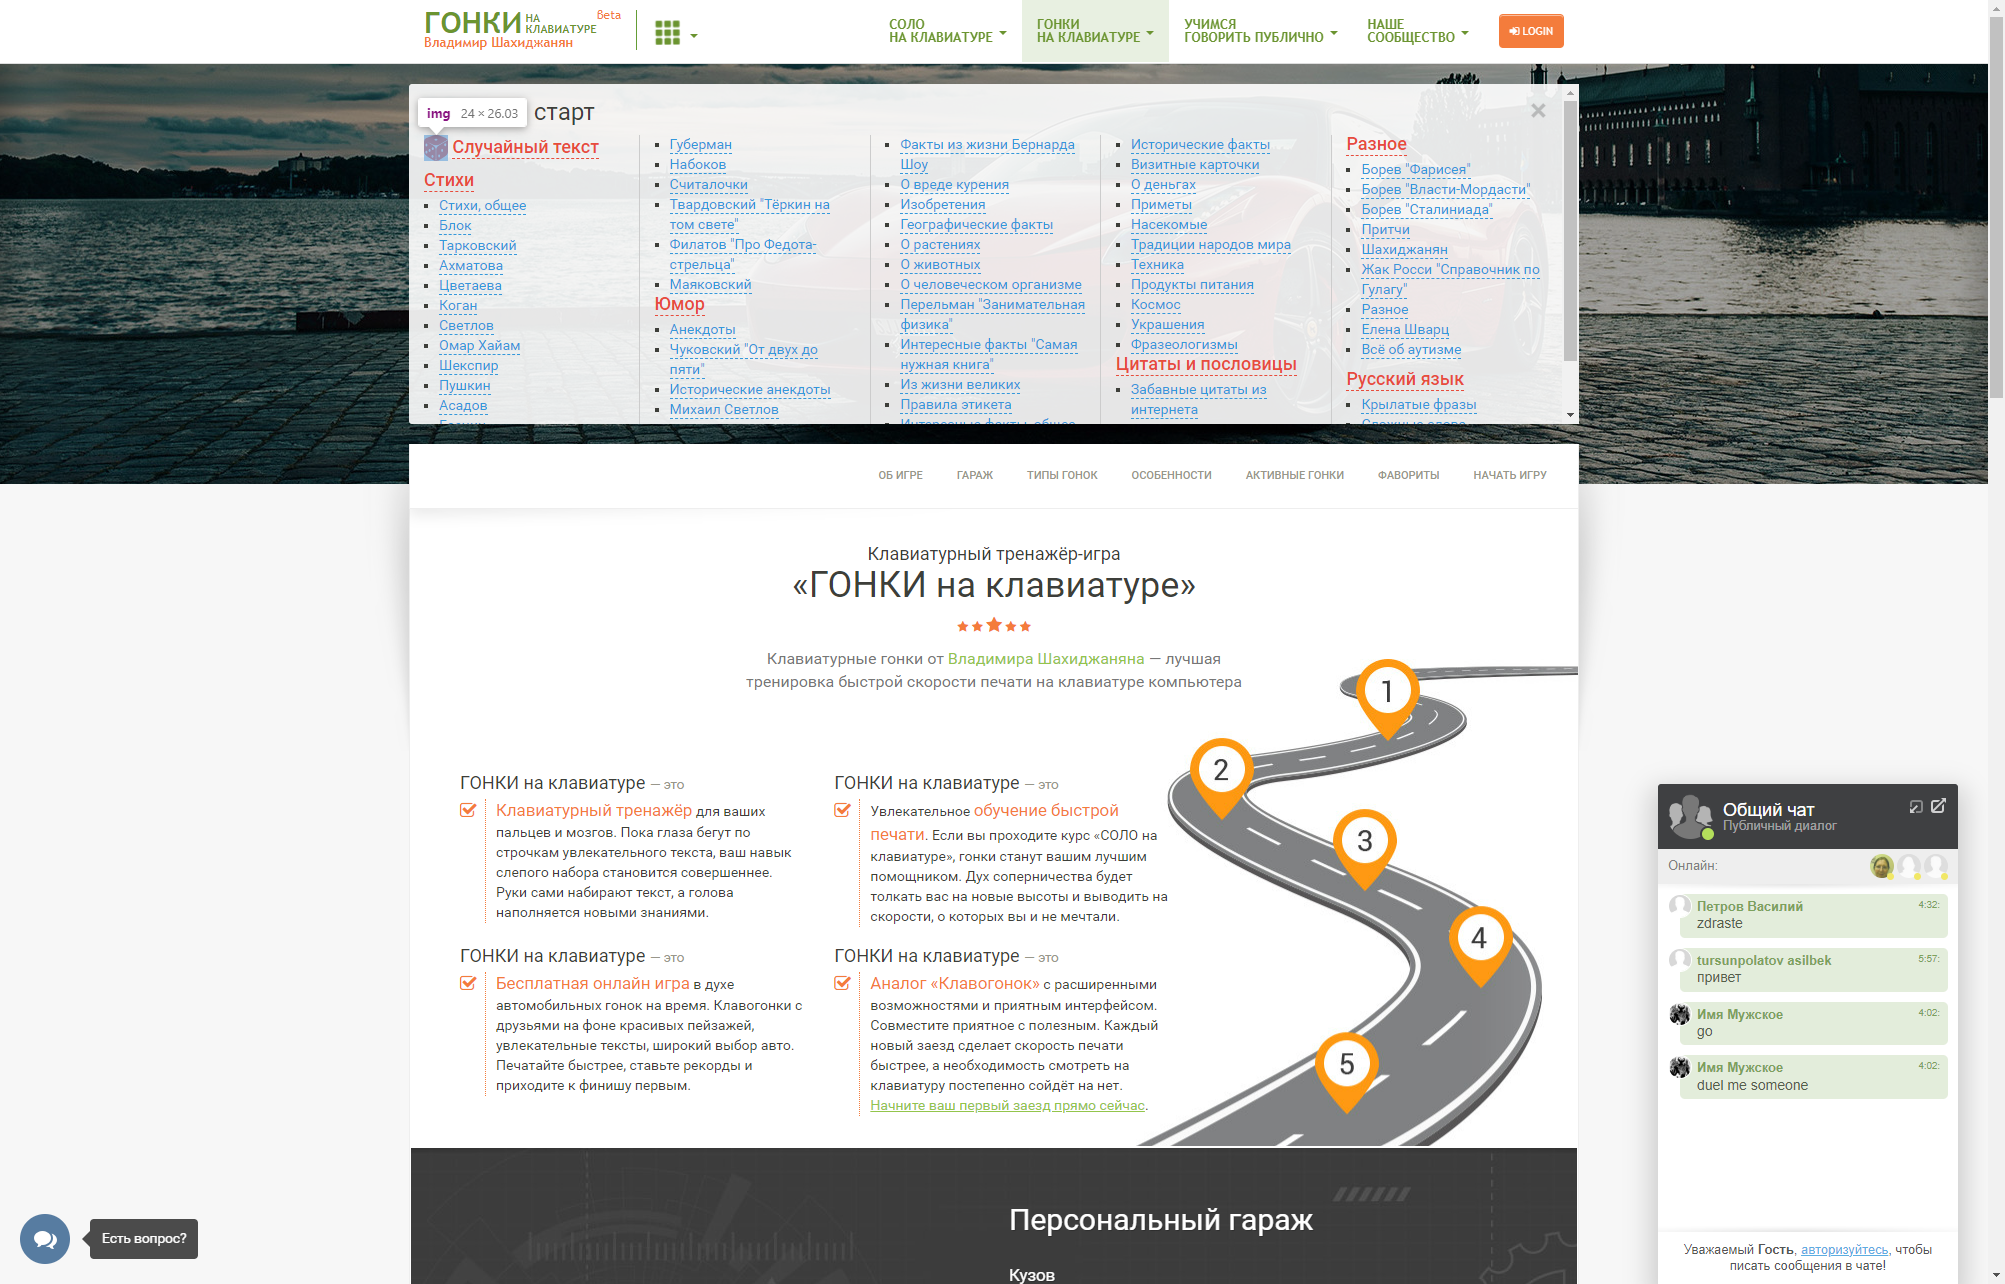 ГОНКИ НА КЛАВИАТУРЕ Beta
Владимир Шахиджанян
СОЛО
НА КЛАВИАТУРЕ
ГОНКИ
НА КЛАВИАТУРЕ
УЧИМСЯ
ГОВОРИТЬ ПУБЛИЧНО
НАШЕ
СООБЩЕСТВО
LOGIN
img 24 × 26.03
старт
Случайный текст
Стихи
Стихи, общее
Блок
Тарковский
Ахматова
Цветаева
Коган
Светлов
Омар Хайам
Шекспир
Пушкин
Асадов
Губерман
Набоков
Считалочки
Твардовский "Тёркин на
том свете"
Филатов "Про Федота-
стрельца"
Маяковский
Юмор
Анекдоты
Чуковский "От двух до
пяти"
Исторические анекдоты
Михаил Светлов
Факты из жизни Бернарда
Шоу
О вреде курения
Изобретения
Географические факты
О растениях
О животных
О человеческом организме
Перельман "Занимательная
физика"
Интересные факты "Самая
нужная книга"
Из жизни великих
Правила этикета
Интересные факты, общее
Исторические факты
Визитные карточки
О деньгах
Приметы
Насекомые
Традиции народов мира
Техника
Продукты питания
Космос
Украшения
Фразеологизмы
Цитаты и пословицы
Забавные цитаты из
интернета
Разное
Борев "Фарисея"
Борев "Власти-Мордасти"
Борев "Сталиниада"
Притчи
Шахиджанян
Жак Росси "Справочник по
Гулагу"
Разное
Елена Шварц
Всё об аутизме
Русский язык
Крылатые фразы
Сложные слова
ОБ ИГРЕ
ГАРАЖ
ТИПЫ ГОНОК
ОСОБЕННОСТИ
АКТИВНЫЕ ГОНКИ
ФАВОРИТЫ
НАЧАТЬ ИГРУ
Клавиатурный тренажёр-игра
«ГОНКИ на клавиатуре»
Клавиатурные гонки от Владимира Шахиджаняна — лучшая
тренировка быстрой скорости печати на клавиатуре компьютера
1
2
3
4
5
ГОНКИ на клавиатуре — это
Клавиатурный тренажёр для ваших
пальцев и мозгов. Пока глаза бегут по
строчкам увлекательного текста, ваш навык
слепого набора становится совершеннее.
Руки сами набирают текст, а голова
наполняется новыми знаниями.
ГОНКИ на клавиатуре — это
Увлекательное обучение быстрой
печати. Если вы проходите курс «СОЛО на
клавиатуре», гонки станут вашим лучшим
помощником. Дух соперничества будет
толкать вас на новые высоты и выводить на
скорости, о которых вы и не мечтали.
ГОНКИ на клавиатуре — это
Бесплатная онлайн игра в духе
автомобильных гонок на время. Клавогонки с
друзьями на фоне красивых пейзажей,
увлекательные тексты, широкий выбор авто.
Печатайте быстрее, ставьте рекорды и
приходите к финишу первым.
ГОНКИ на клавиатуре — это
Аналог «Клавогонок» с расширенными
возможностями и приятным интерфейсом.
Совместите приятное с полезным. Каждый
новый заезд сделает скорость печати
быстрее, а необходимость смотреть на
клавиатуру постепенно сойдёт на нет.
Начните ваш первый заезд прямо сейчас.
Персональный гараж
Кузов
Есть вопрос?
Общий чат
Публичный диалог
Онлайн:
Петров Василий 4:32:
zdraste
tursunpolatov asilbek 5:57:
привет
Имя Мужское 4:02:
go
Имя Мужское 4:02:
duel me someone
Уважаемый Гость, авторизуйтесь, чтобы
писать сообщения в чате!